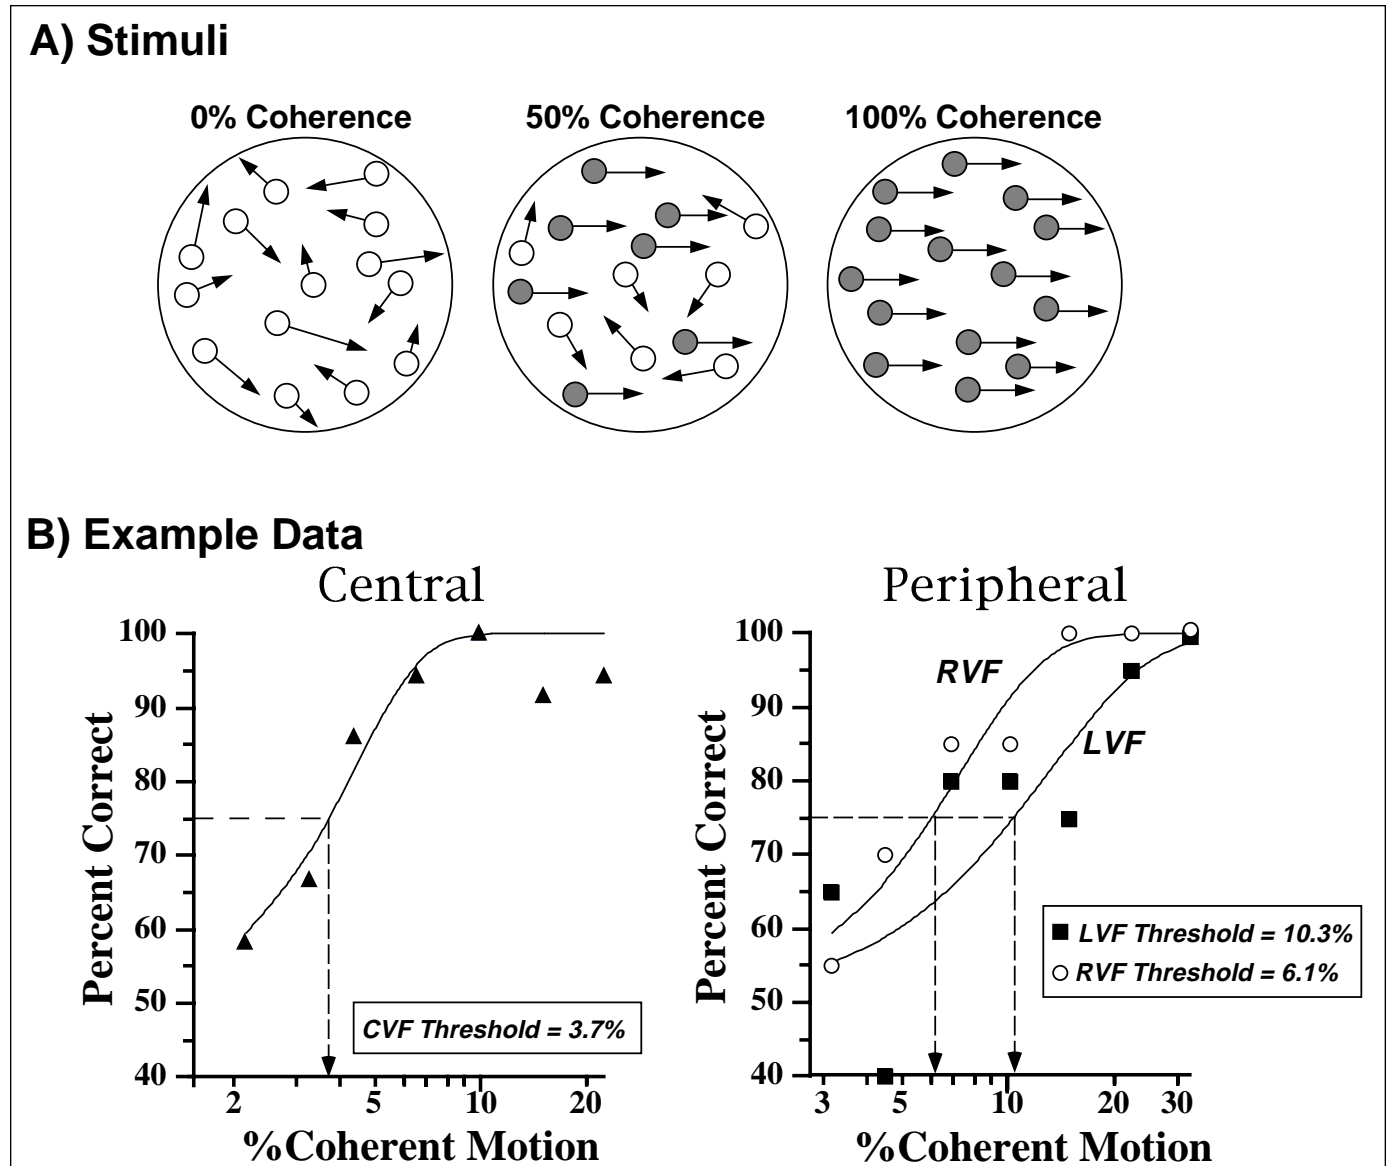 A) Stimuli
0% Coherence
50% Coherence
100% Coherence
B) Example Data
Central
Percent Correct
100
90
80
70
60
50
40
CVF Threshold = 3.7%
2
5
10
20
%Coherent Motion
Peripheral
Percent Correct
100
90
80
70
60
50
40
RVF
LVF
LVF Threshold = 10.3%
RVF Threshold = 6.1%
3
5
10
20
30
%Coherent Motion